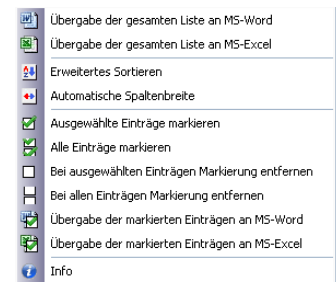 Übergabe der gesamten Liste an MS-Word
Übergabe der gesamten Liste an MS-Excel
Erweitertes Sortieren
Automatische Spaltenbreite
Ausgewählte Einträge markieren
Alle Einträge markieren
Bei ausgewählten Einträgen Markierung entfernen
Bei allen Einträgen Markierung entfernen
Übergabe der markierten Einträgen an MS-Word
Übergabe der markierten Einträgen an MS-Excel
Info